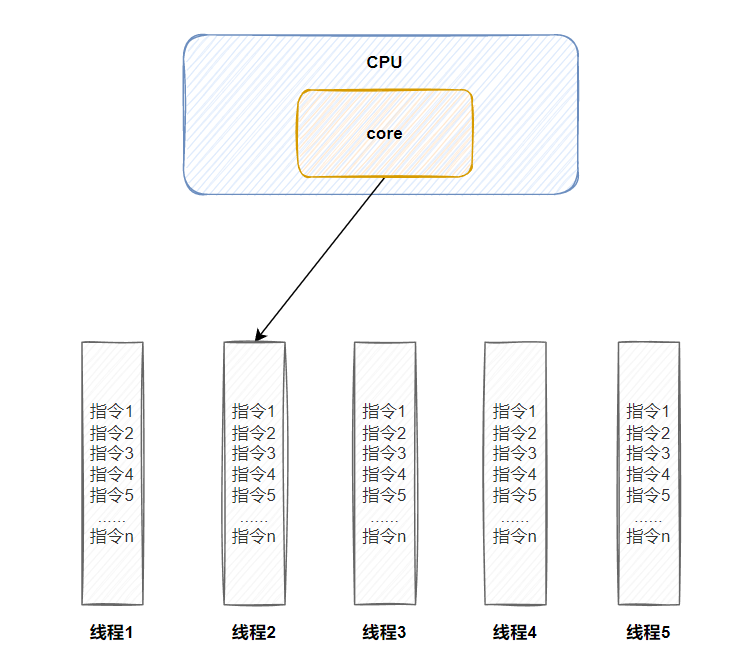 CPU
core
指令1
指令2
指令3
指令4
指令5
......
指令n
线程1
指令1
指令2
指令3
指令4
指令5
......
指令n
线程2
指令1
指令2
指令3
指令4
指令5
......
指令n
线程3
指令1
指令2
指令3
指令4
指令5
......
指令n
线程4
指令1
指令2
指令3
指令4
指令5
......
指令n
线程5